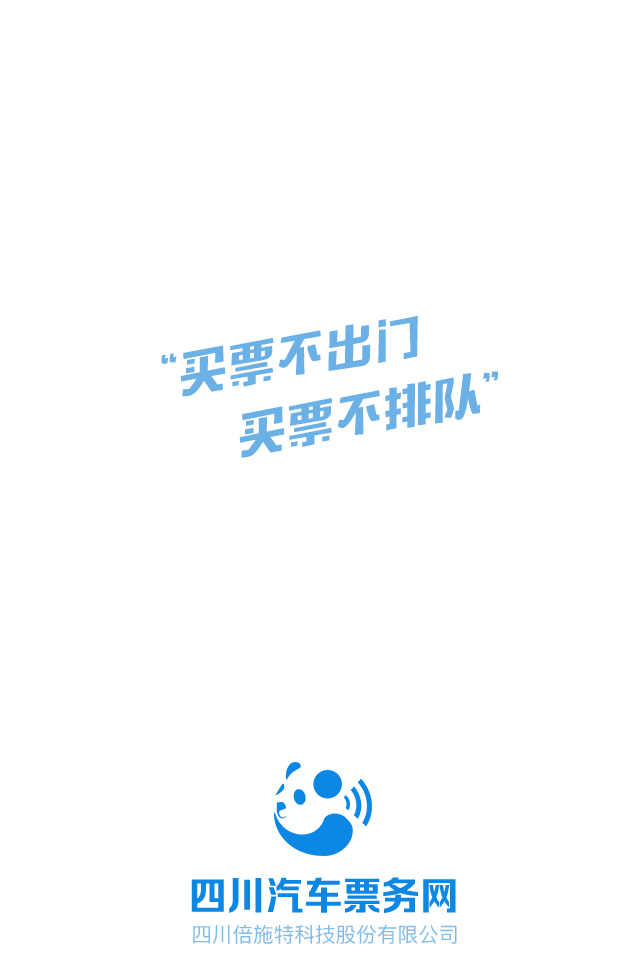 “买票不出门
买票不排队”
四川汽车票务网
四川倍施特科技股份有限公司